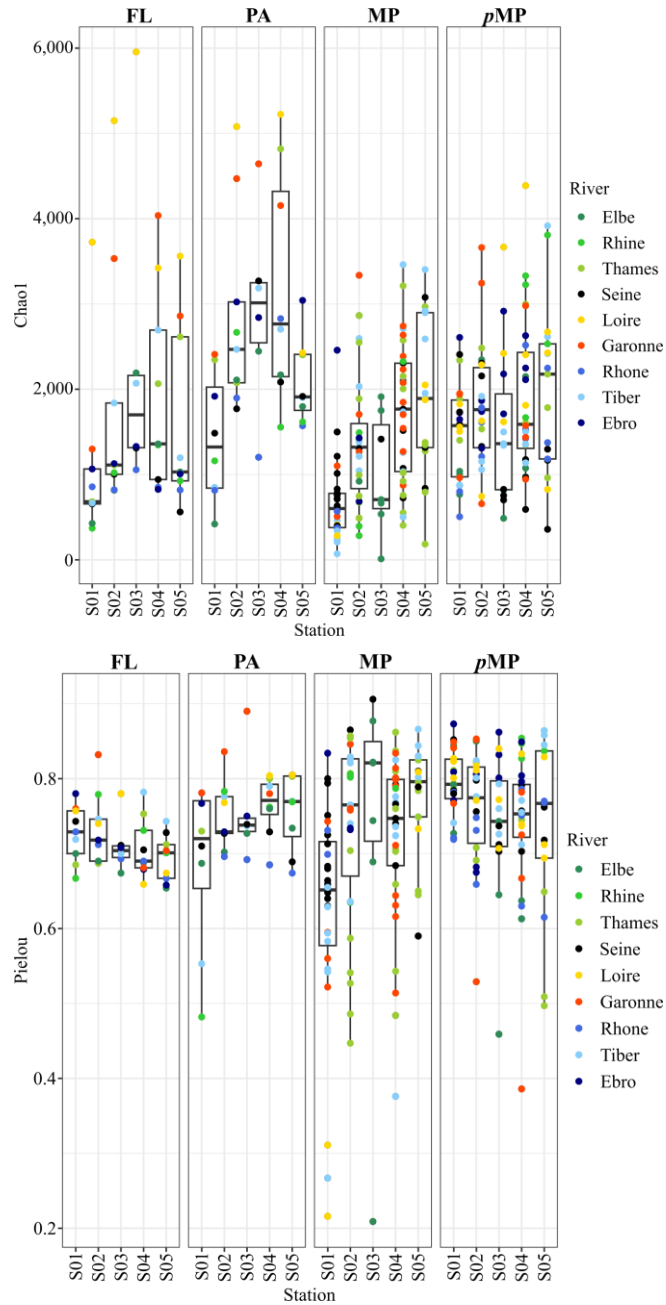 FL PA MP pMP
6,000
4,000
2,000
0
Chao1
S01 S02 S03 S04 S05 S01 S02 S03 S04 S05 S01 S02 S03 S04 S05 S01 S02 S03 S04 S05
Station
River
Elbe
Rhine
Thames
Seine
Loire
Garonne
Rhone
Tiber
Ebro
FL PA MP pMP
0.8
0.6
0.4
0.2
Pielou
S01 S02 S03 S04 S05 S01 S02 S03 S04 S05 S01 S02 S03 S04 S05 S01 S02 S03 S04 S05
Station
River
Elbe
Rhine
Thames
Seine
Loire
Garonne
Rhone
Tiber
Ebro